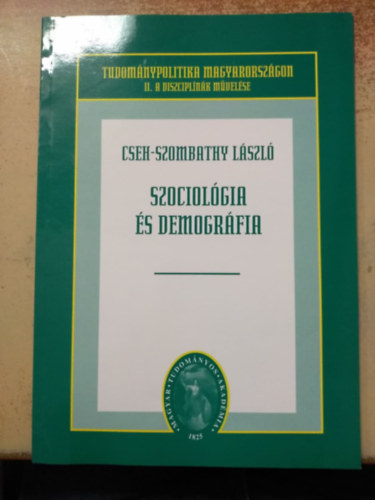 TUDOMÁNYPOLITIKA MAGYARORSZÁGON
II. A DISZCIPLÍNÁK MŰVELÉSE
CSEH-SZOMBATHY LÁSZLÓ
SZOCIOLÓGIA
ÉS DEMOGRÁFIA
• MAGYAR • TUDOMÁNYOS • AKADÉMIA •
1825